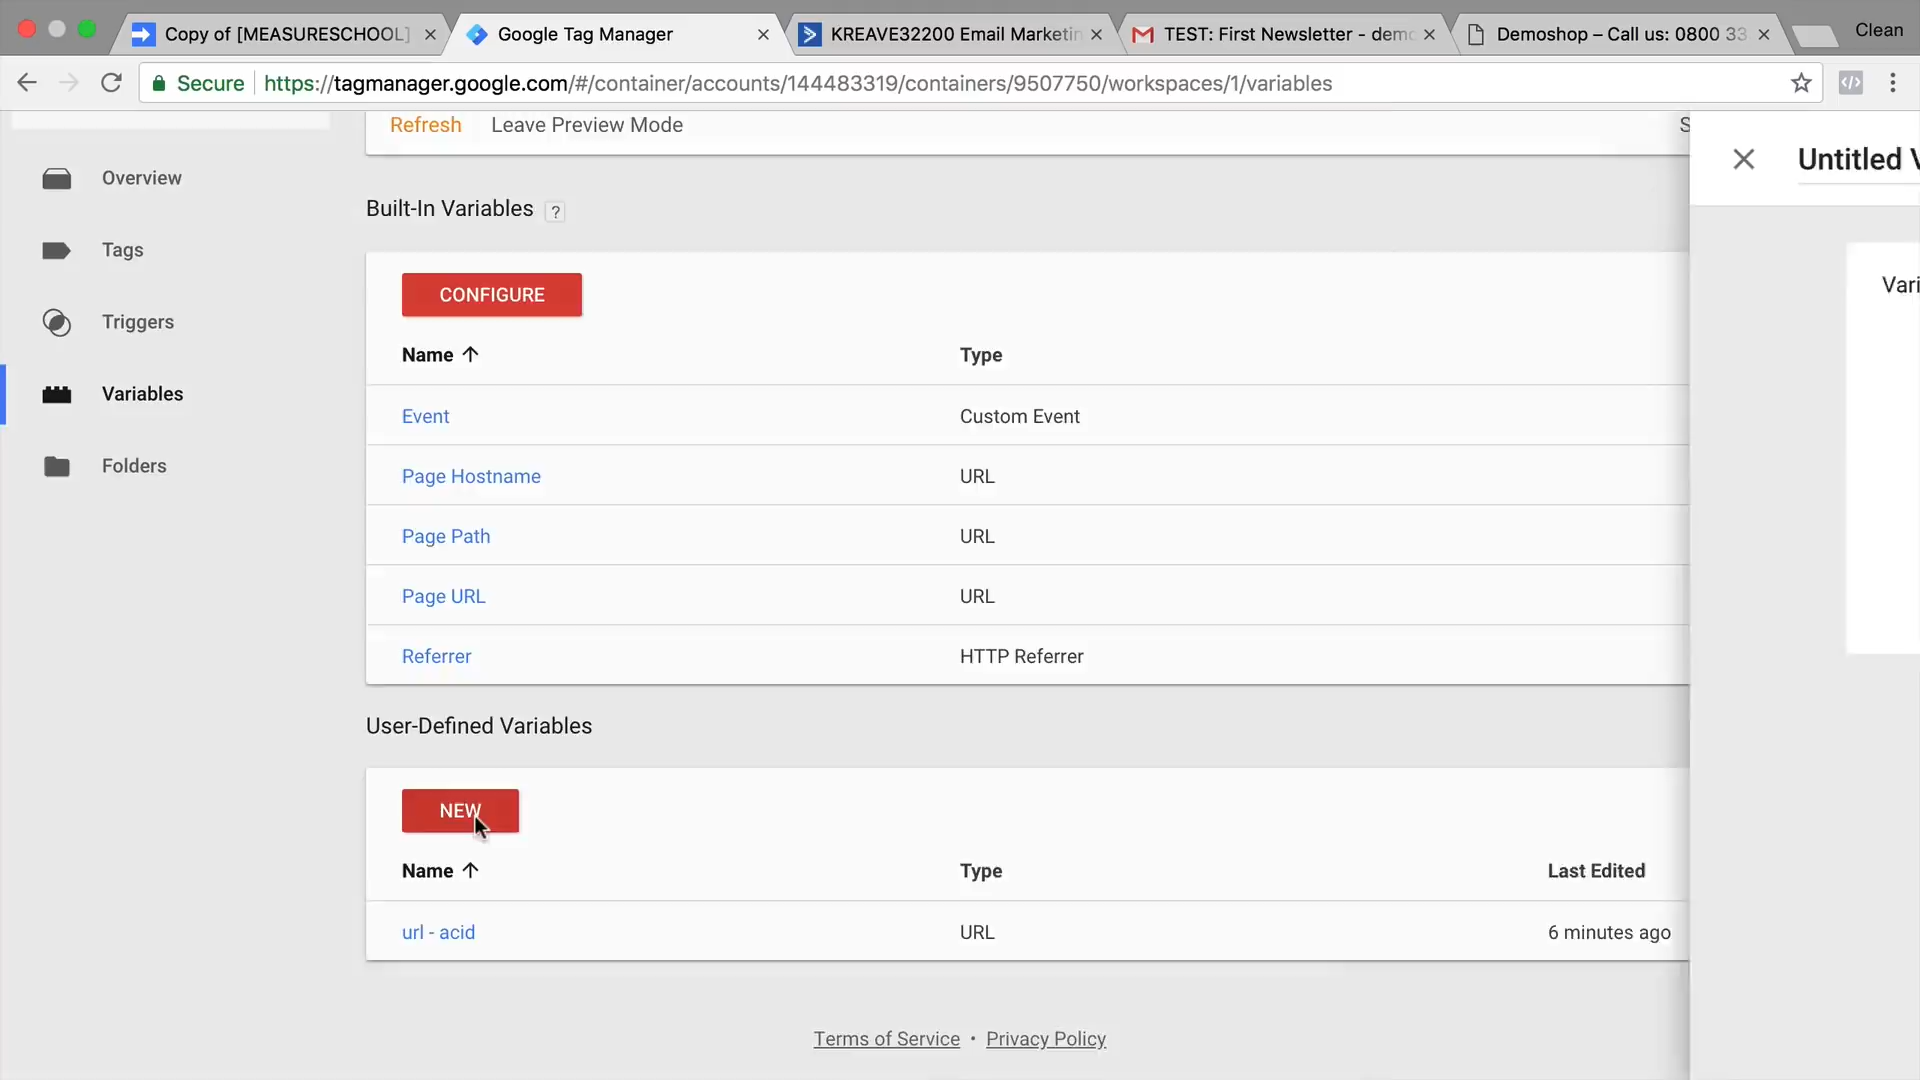 Copy of [MEASURESCHOOL]
Google Tag Manager
KREAVE32200 Email Marketin
TEST: First Newsletter - demo
Demoshop – Call us: 0800 33
Clean
Secure
https://tagmanager.google.com/#/container/accounts/144483319/containers/9507750/workspaces/1/variables
Refresh
Leave Preview Mode
S
Untitled V
Overview
Tags
Triggers
Variables
Folders
Built-In Variables ?
Vari
CONFIGURE
Name Type
Event Custom Event
Page Hostname URL
Page Path URL
Page URL URL
Referrer HTTP Referrer
User-Defined Variables
NEW
Name Type Last Edited
url - acid URL 6 minutes ago
Terms of Service • Privacy Policy